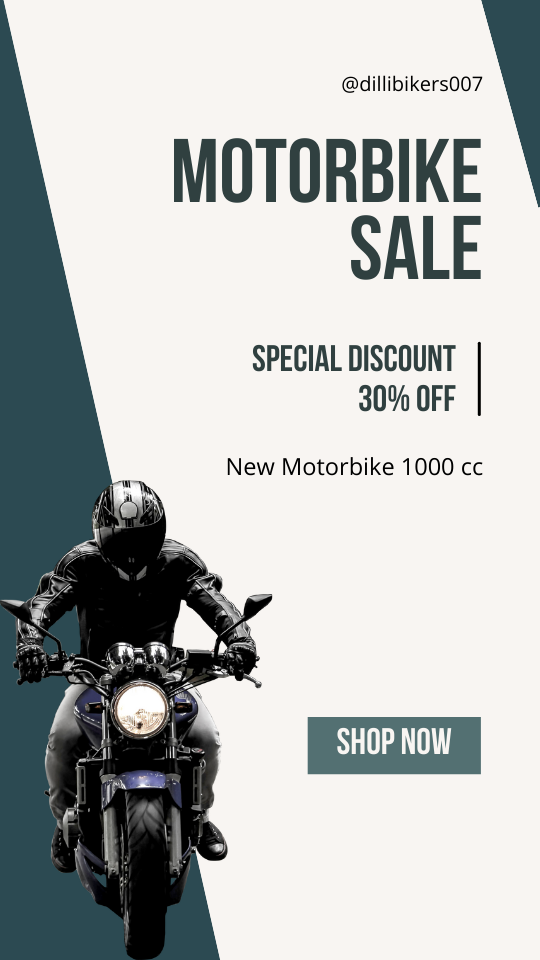 @dillibikers007
MOTORBIKE
SALE
SPECIAL DISCOUNT
30% OFF
New Motorbike 1000 cc
SHOP NOW